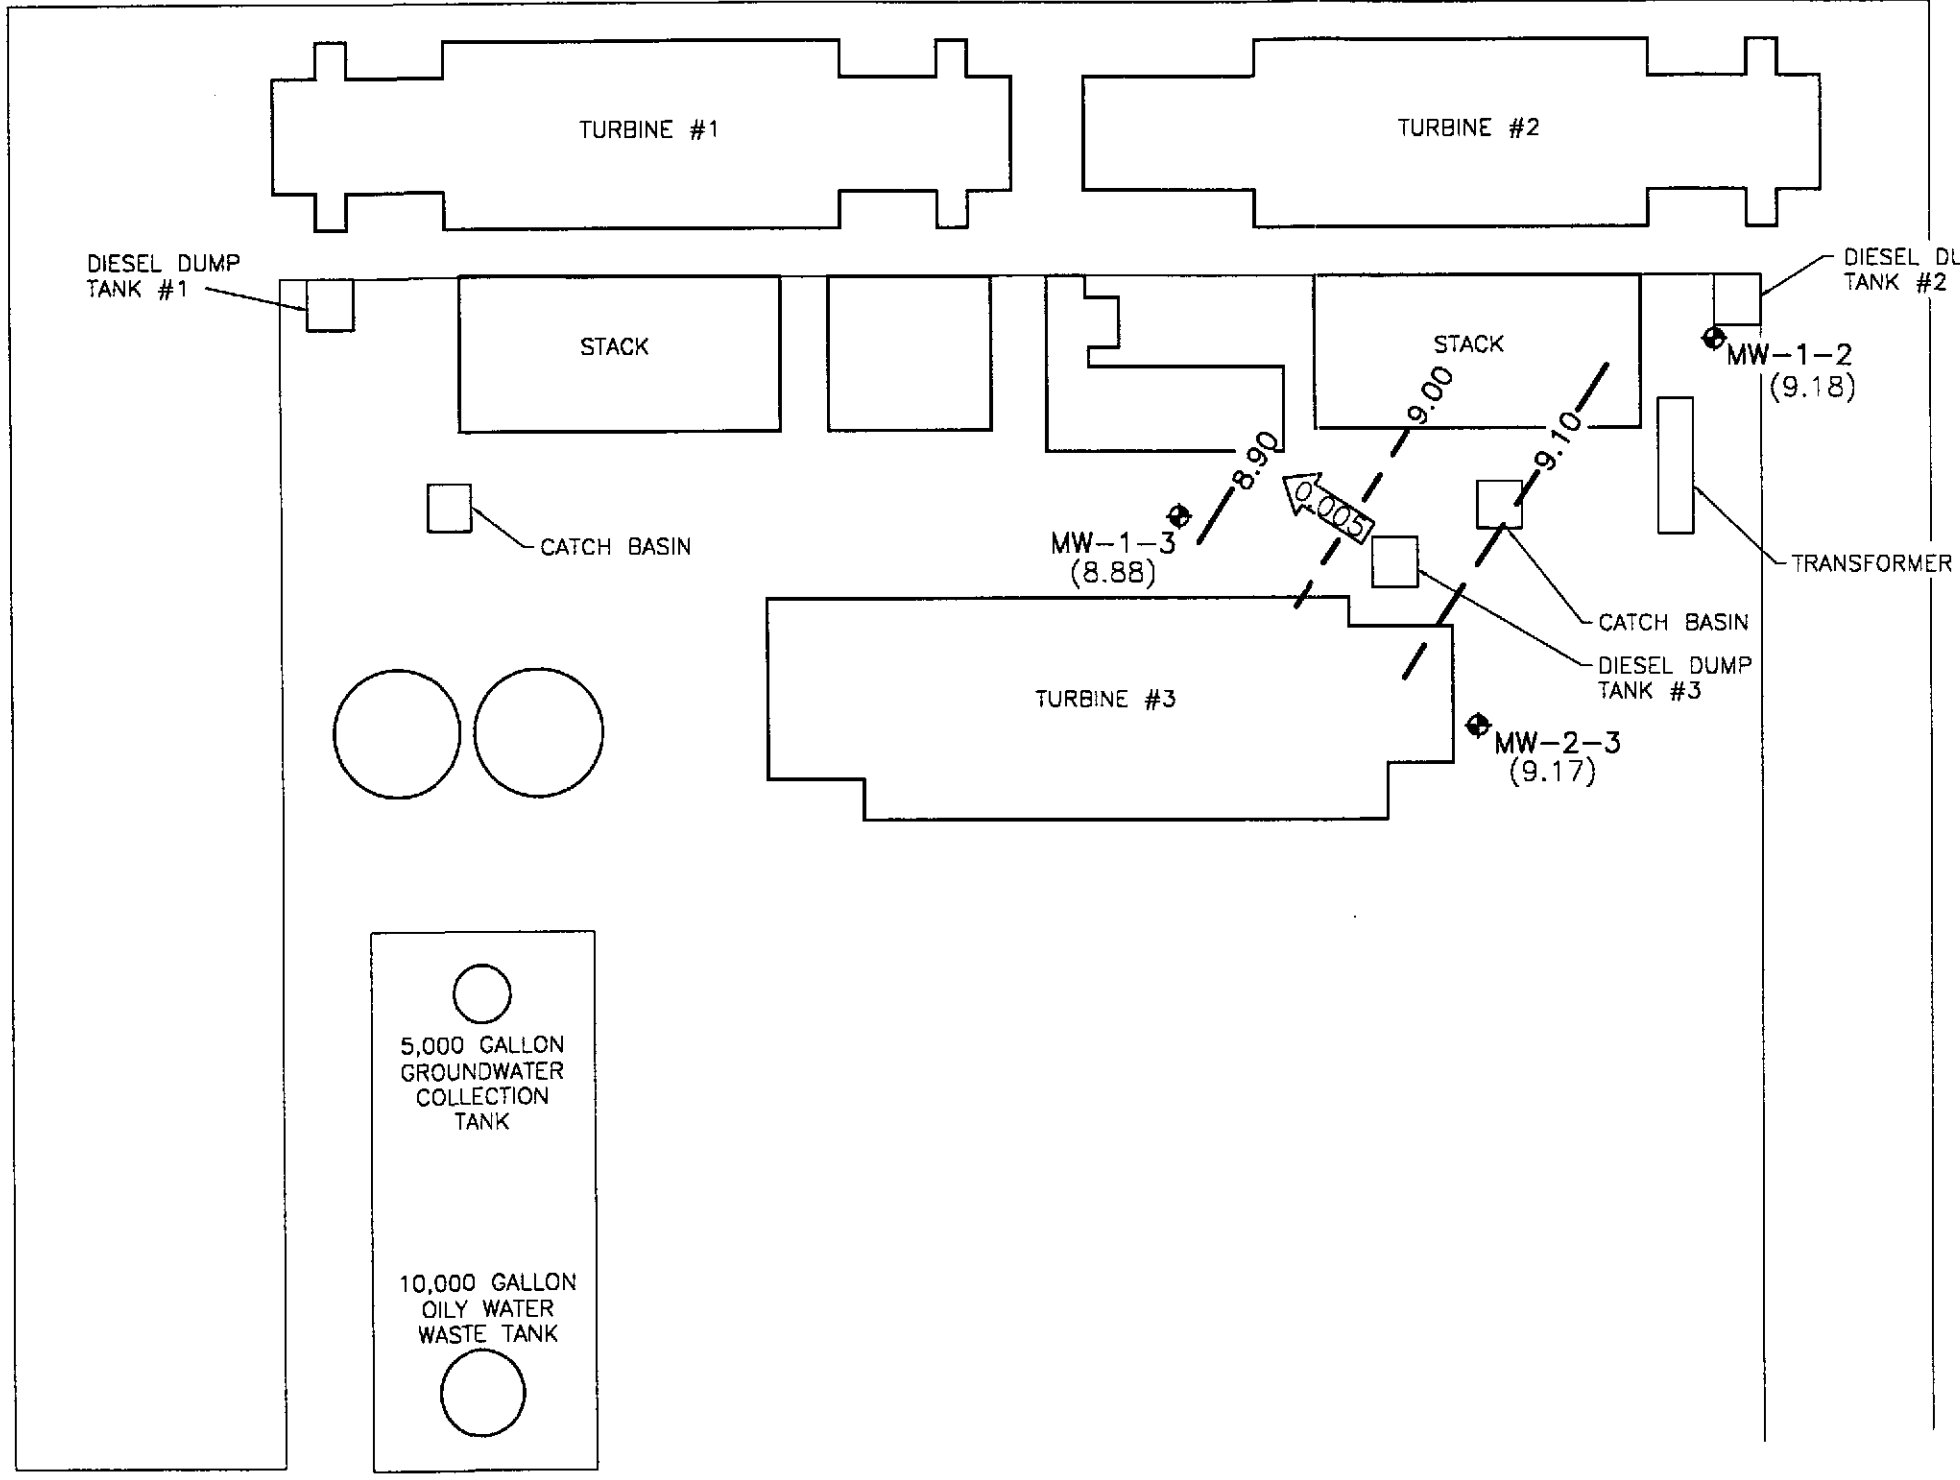 TURBINE #1
TURBINE #2
DIESEL DUMP
TANK #1
DIESEL DU
TANK #2
STACK
STACK
MW-1-2
(9.18)
9.00
9.10
8.90
0.005
MW-1-3
(8.88)
CATCH BASIN
TRANSFORMER
CATCH BASIN
DIESEL DUMP
TANK #3
TURBINE #3
MW-2-3
(9.17)
5,000 GALLON
GROUNDWATER
COLLECTION
TANK
10,000 GALLON
OILY WATER
WASTE TANK